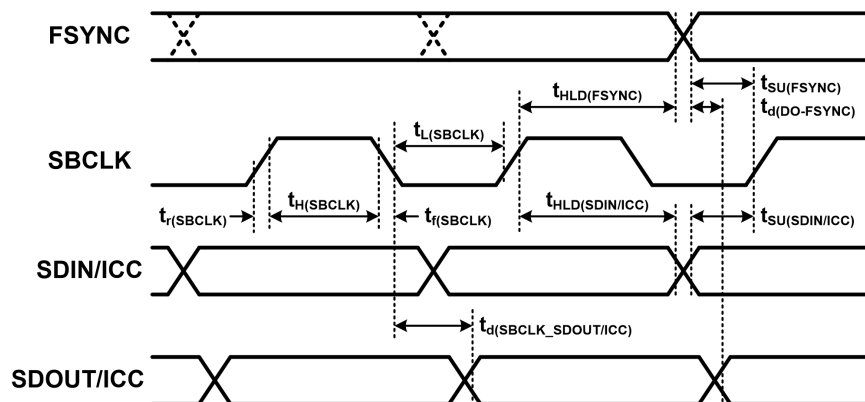 FSYNC
tSU(FSYNC)
tHLD(FSYNC)
td(DO-FSYNC)
tL(SBCLK)
SBCLK
tr(SBCLK)
tH(SBCLK)
tf(SBCLK)
tHLD(SDIN/ICC)
tSU(SDIN/ICC)
SDIN/ICC
td(SBCLK_SDOUT/ICC)
SDOUT/ICC